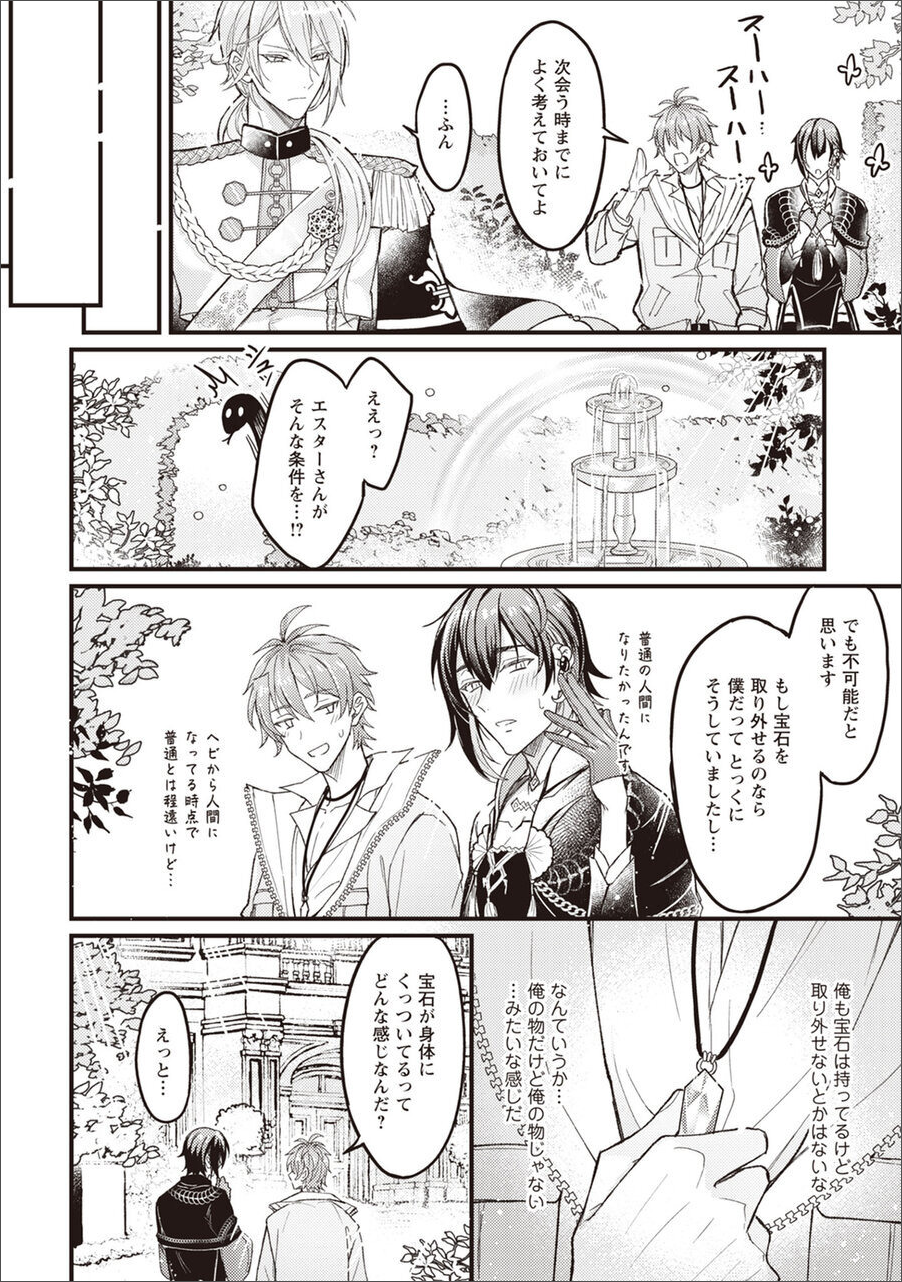 スーハー…
スーハー…
次会う時までに
よく考えておいてよ
…ふん
ええっ?
エスターさんが
そんな条件を…!?
でも不可能だと
思います
もし宝石を
取り外せるのなら
僕だってとっくに
そうしていましたし…
普通の人間に
なりたかったんです
ヘビから人間に
なってる時点で
普通とは程遠いけど…
俺も宝石は持ってるけど
取り外せないとかはないな
なんていうか…
俺の物だけど俺の物じゃない
…みたいな感じだ
宝石が身体に
くっついてるって
どんな感じなんだ?
えっと…